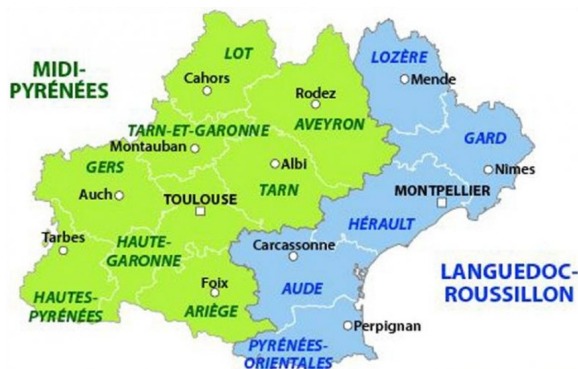 LOT
LOZÈRE
MIDI-
PYRÉNÉES
Cahors
Mende
Rodez
TARN-ET-GARONNE
AVEYRON
GARD
Montauban
GERS
Albi
Nîmes
Auch
TOULOUSE
TARN
MONTPELLIER
HÉRAULT
Tarbes
HAUTE-
GARONNE
Carcassonne
LANGUEDOC-
ROUSSILLON
Foix
AUDE
HAUTES-
PYRÉNÉES
ARIÈGE
Perpignan
PYRÉNÉES-
ORIENTALES